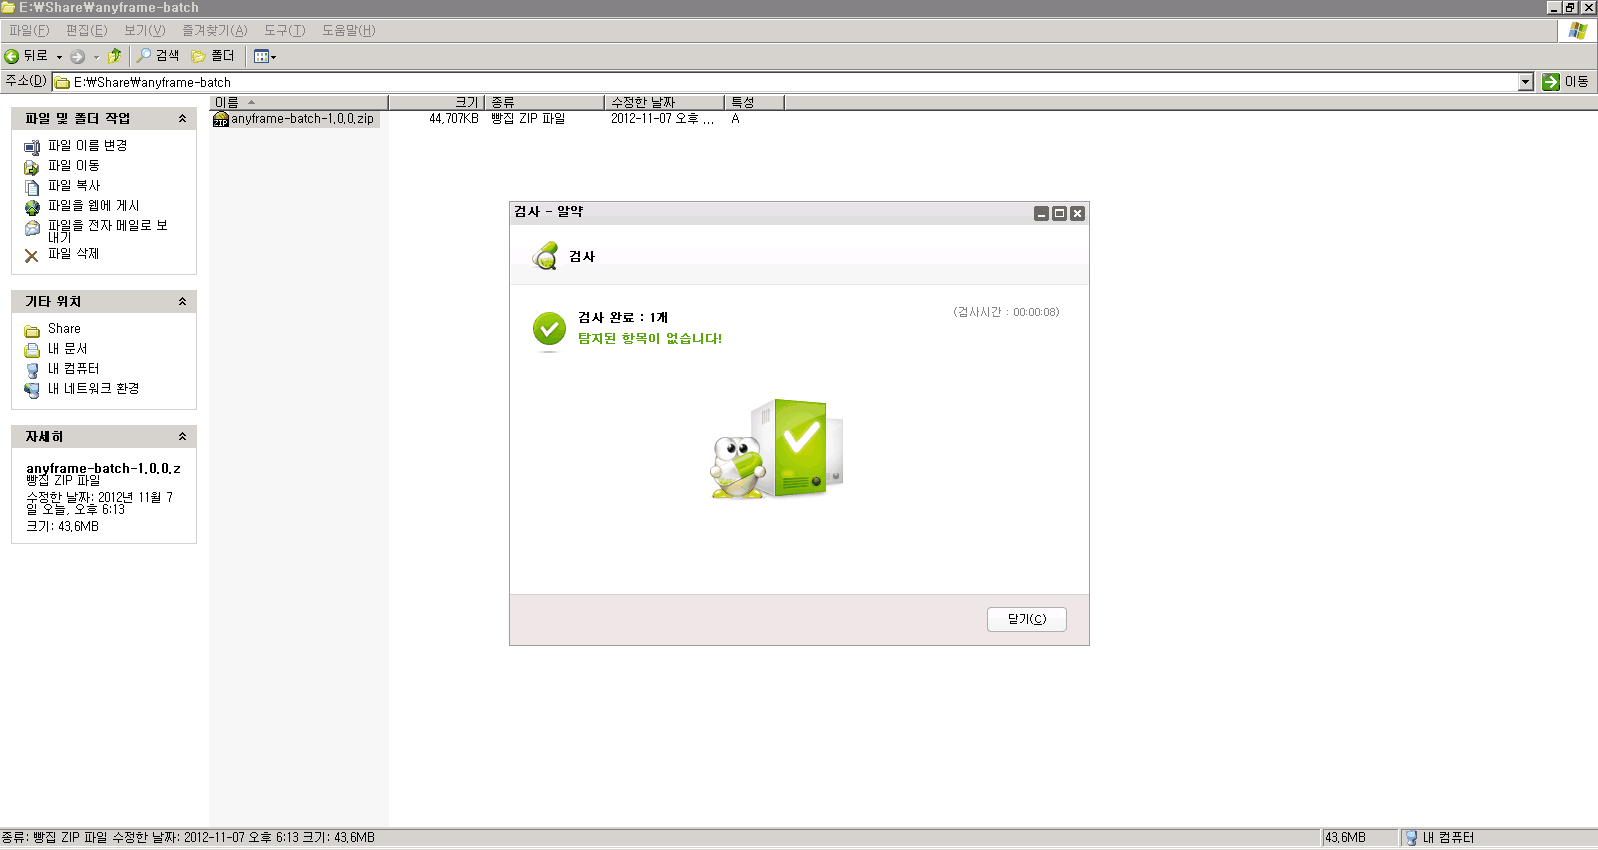 E:₩Share₩anyframe-batch
파일(F) 편집(E) 보기(V) 즐겨찾기(A) 도구(T) 도움말(H)
뒤로 검색 폴더
주소(D) E:₩Share₩anyframe-batch 이동
이름 크기 종류 수정한 날짜 특성
anyframe-batch-1.0.0.zip 44,707KB 빵집 ZIP 파일 2012-11-07 오후 ... A
파일 및 폴더 작업
파일 이름 변경
파일 이동
파일 복사
파일을 웹에 게시
파일을 전자 메일로 보
내기
파일 삭제
기타 위치
Share
내 문서
내 컴퓨터
내 네트워크 환경
자세히
anyframe-batch-1.0.0.z
빵집 ZIP 파일
수정한 날짜: 2012년 11월 7
일 오늘, 오후 6:13
크기: 43.6MB
검사 - 알약
검사
검사 완료 : 1개
(검사시간 : 00:00:08)
탐지된 항목이 없습니다!
닫기(C)
종류: 빵집 ZIP 파일 수정한 날짜: 2012-11-07 오후 6:13 크기: 43.6MB 43.6MB 내 컴퓨터